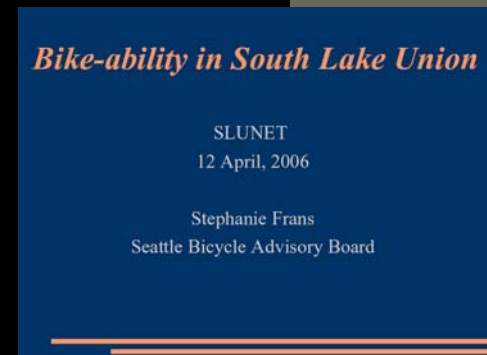 Bike-ability in South Lake Union
SLUNET
12 April, 2006
Stephanie Frans
Seattle Bicycle Advisory Board